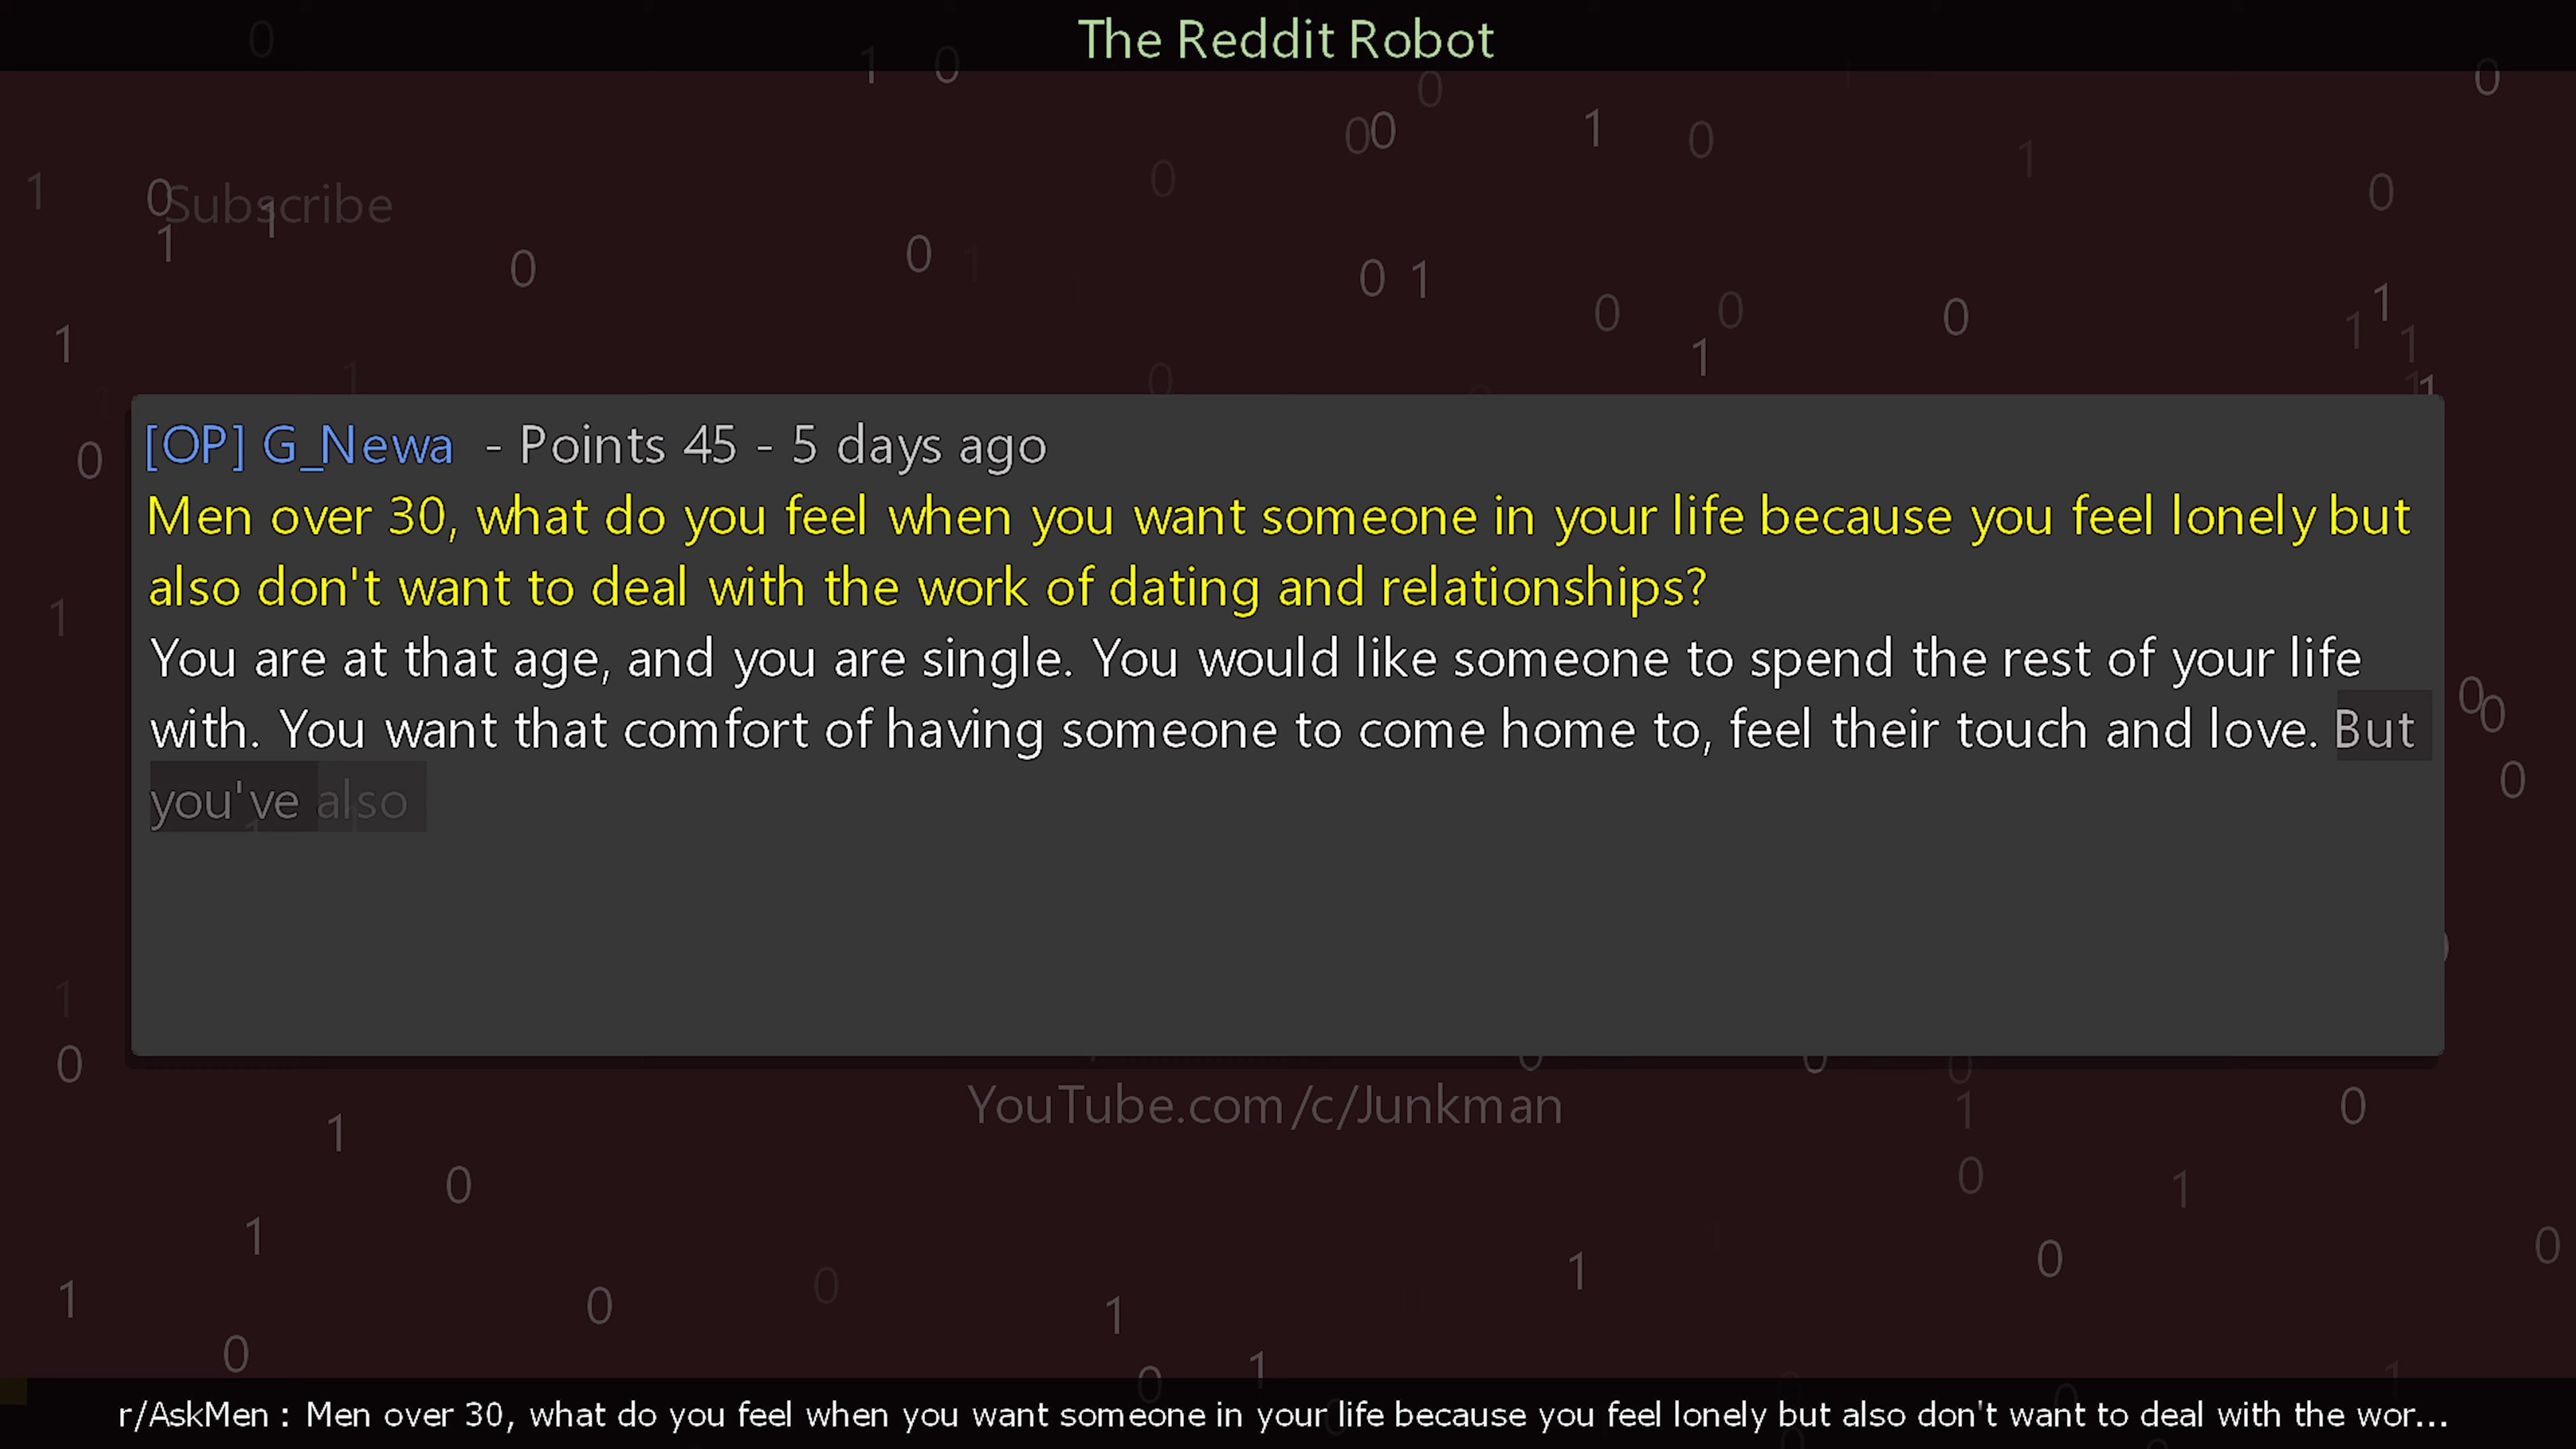 The Reddit Robot
Subscribe
[OP] G_Newa - Points 45 - 5 days ago
Men over 30, what do you feel when you want someone in your life because you feel lonely but
also don't want to deal with the work of dating and relationships?
You are at that age, and you are single. You would like someone to spend the rest of your life
with. You want that comfort of having someone to come home to, feel their touch and love. But
you've also
YouTube.com/c/Junkman
r/AskMen : Men over 30, what do you feel when you want someone in your life because you feel lonely but also don't want to deal with the wor...